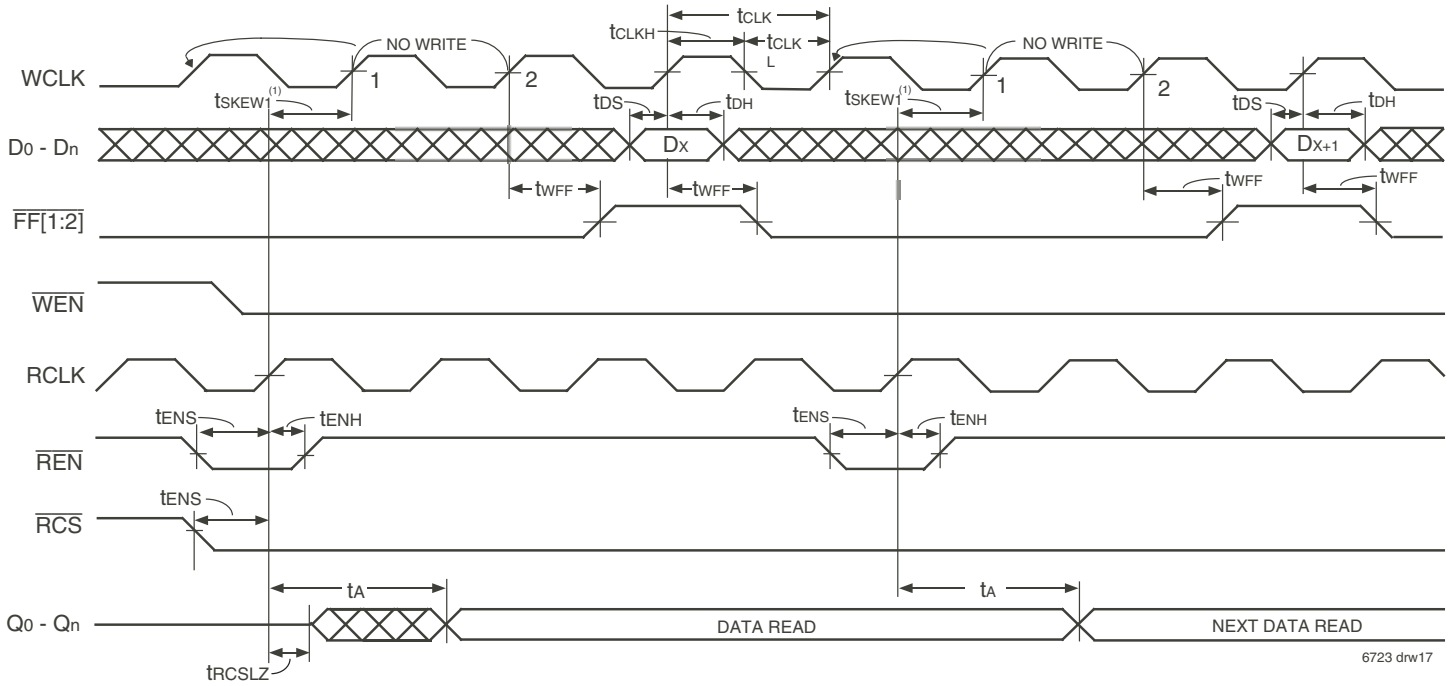 tCLK
tCLKH
tCLK
L
NO WRITE
NO WRITE
WCLK
1
2
1
2
tSKEW1(1)
tDS
tDH
tSKEW1(1)
tDS
tDH
D0 - Dn
DX
DX+1
tWFF
tWFF
tWFF
tWFF
FF[1:2]
WEN
RCLK
tENS
tENH
tENS
tENH
REN
tENS
RCS
tA
tA
Q0 - Qn
DATA READ
NEXT DATA READ
tRCSLZ
6723 drw17